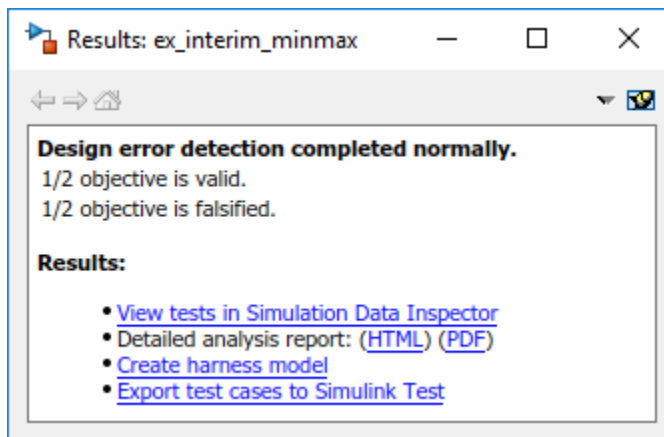 Results: ex_interim_minmax
Design error detection completed normally.
1/2 objective is valid.
1/2 objective is falsified.
Results:
• View tests in Simulation Data Inspector
• Detailed analysis report: (HTML) (PDF)
• Create harness model
• Export test cases to Simulink Test